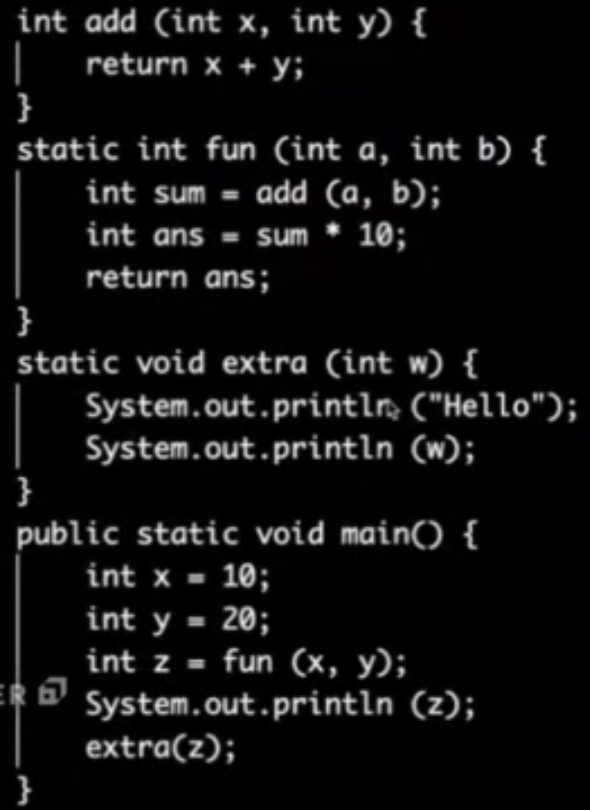 int add (int x, int y) {
return x + y;
}
static int fun (int a, int b) {
int sum = add (a, b);
int ans = sum * 10;
return ans;
}
static void extra (int w) {
System.out.println ("Hello");
System.out.println (w);
}
public static void main() {
int x = 10;
int y = 20;
int z = fun (x, y);
System.out.println (z);
extra(z);
}